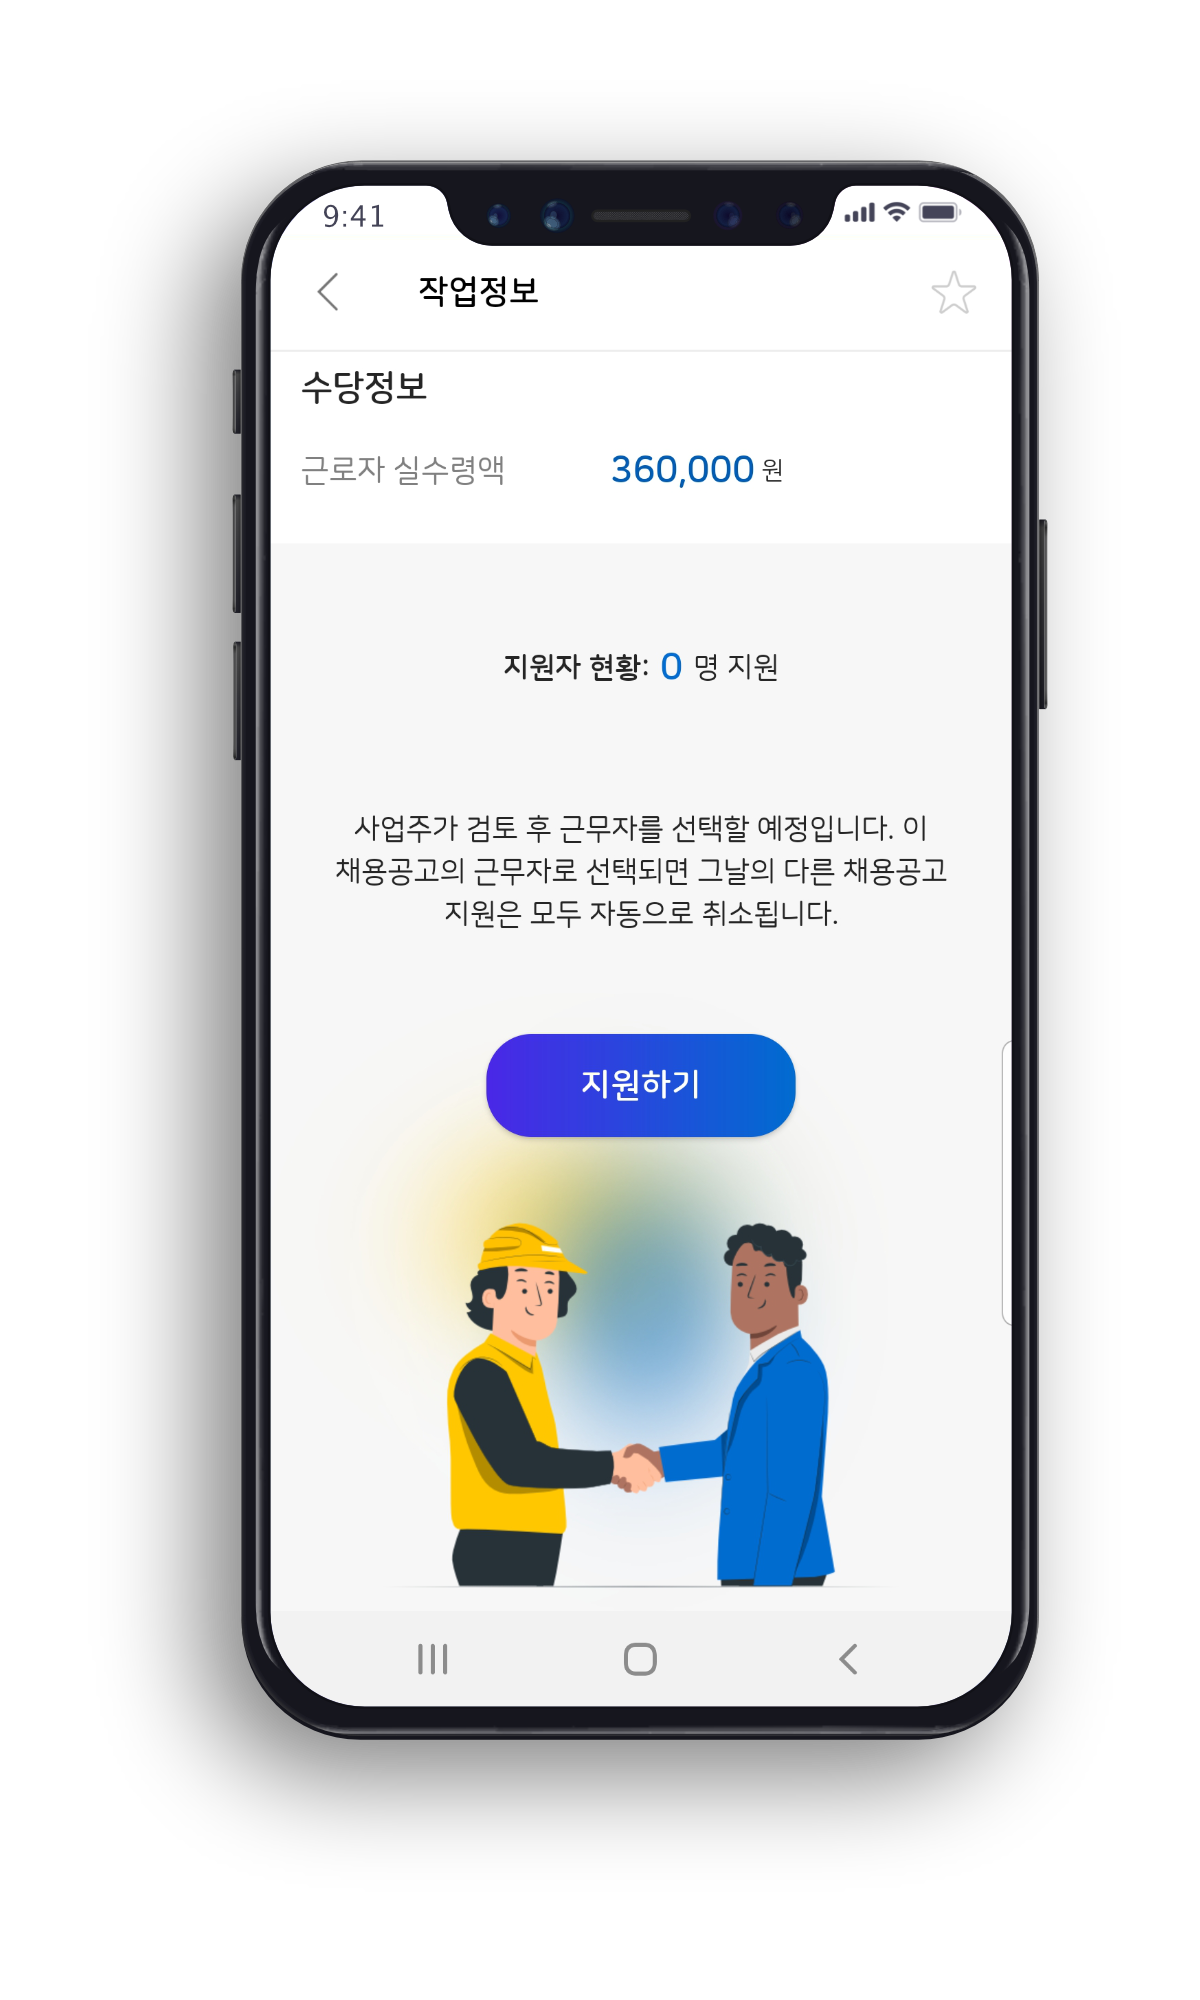 9:41
작업정보
수당정보
근로자 실수령액 360,000 원
지원자 현황: 0 명 지원
사업주가 검토 후 근무자를 선택할 예정입니다. 이
채용공고의 근무자로 선택되면 그날의 다른 채용공고
지원은 모두 자동으로 취소됩니다.
지원하기